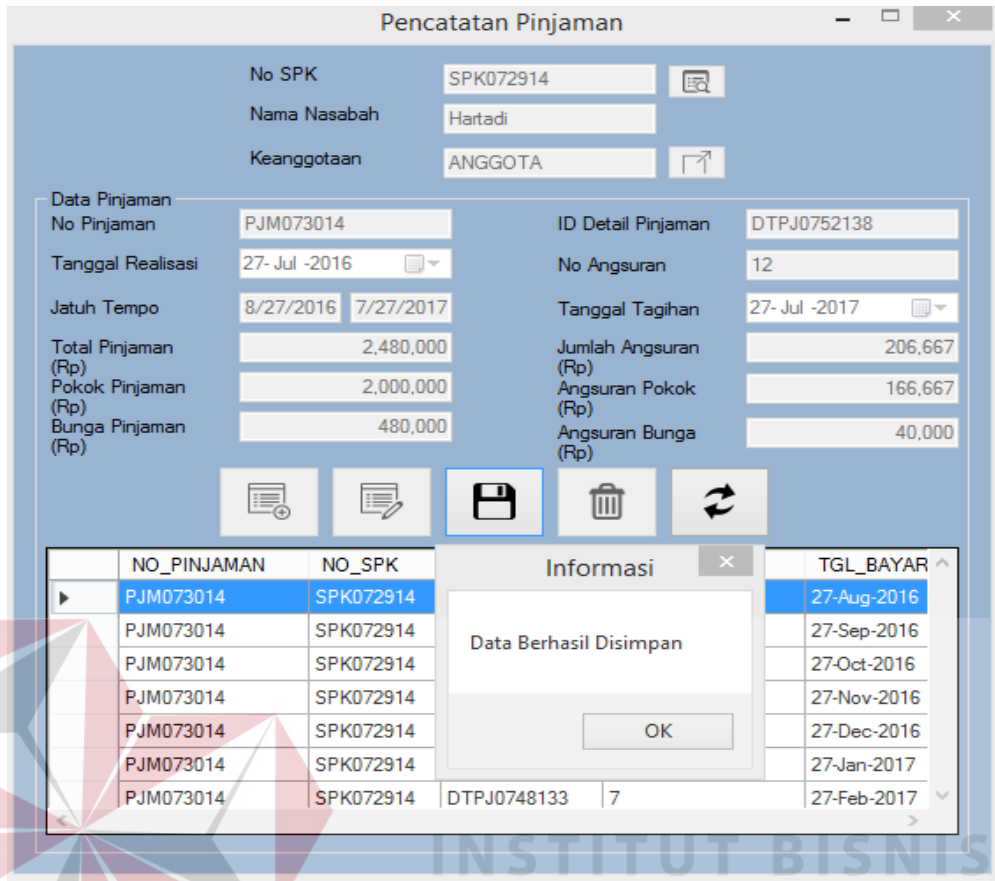 Pencatatan Pinjaman
No SPK SPK072914
Nama Nasabah Hartadi
Keanggotaan ANGGOTA
Data Pinjaman
No Pinjaman PJM073014 ID Detail Pinjaman DTPJ0752138
Tanggal Realisasi 27- Jul -2016 No Angsuran 12
Jatuh Tempo 8/27/2016 7/27/2017 Tanggal Tagihan 27- Jul -2017
Total Pinjaman (Rp) 2,480,000 Jumlah Angsuran (Rp) 206,667
Pokok Pinjaman (Rp) 2,000,000 Angsuran Pokok (Rp) 166,667
Bunga Pinjaman (Rp) 480,000 Angsuran Bunga (Rp) 40,000
NO_PINJAMAN NO_SPK TGL_BAYAR
PJM073014 SPK072914 27-Aug-2016
PJM073014 SPK072914 27-Sep-2016
PJM073014 SPK072914 27-Oct-2016
PJM073014 SPK072914 27-Nov-2016
PJM073014 SPK072914 27-Dec-2016
PJM073014 SPK072914 27-Jan-2017
PJM073014 SPK072914 DTPJ0748133 7 27-Feb-2017
Informasi
Data Berhasil Disimpan
OK
INSTITUT BISNIS